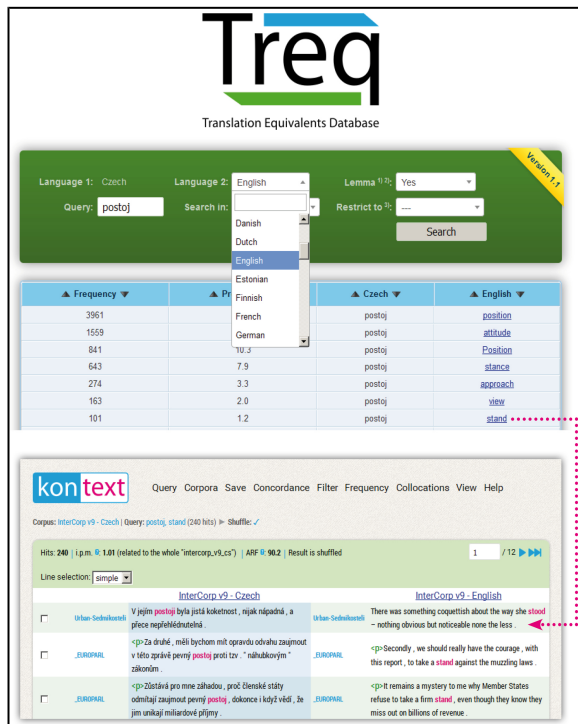 Treq
Translation Equivalents Database
Version 1.1
Language 1: Czech Language 2: English Lemma 1) 2): Yes
Query: postoj Search in: Restrict to 3): ---
Search
Danish
Dutch
English
Estonian
Finnish
French
German
Frequency Czech English
3961 postoj position
1559 postoj attitude
841 10.3 postoj Position
643 7.9 postoj stance
274 3.3 postoj approach
163 2.0 postoj view
101 1.2 postoj stand
kontext Query Corpora Save Concordance Filter Frequency Collocations View Help
Corpus: InterCorp v9 - Czech | Query: postoj, stand (240 hits) ▶ Shuffle: ✓
Hits: 240 | i.p.m. : 1.01 (related to the whole "intercorp_v9_cs") | ARF : 90.2 | Result is shuffled 1 / 12
Line selection: simple
InterCorp v9 - Czech InterCorp v9 - English
Urban-Sedmikosteli V jejím postoji byla jistá koketnost , nijak nápadná , a Urban-Sedmikosteli There was something coquettish about the way she stood
přece nepřehlédnutelná . – nothing obvious but noticeable none the less .
_EUROPARL <p>Za druhé , měli bychom mít opravdu odvahu zaujmout _EUROPARL <p>Secondly , we should really have the courage , with
v této zprávě pevný postoj proti tzv . " náhubkovým " this report , to take a stand against the muzzling laws .
zákonům .
_EUROPARL <p>Zůstává pro mne záhadou , proč členské státy _EUROPARL <p>It remains a mystery to me why Member States
odmítají zaujmout pevný postoj , dokonce i když vědí , že refuse to take a firm stand , even though they know they
jim unikají miliardové příjmy . miss out on billions of revenue .